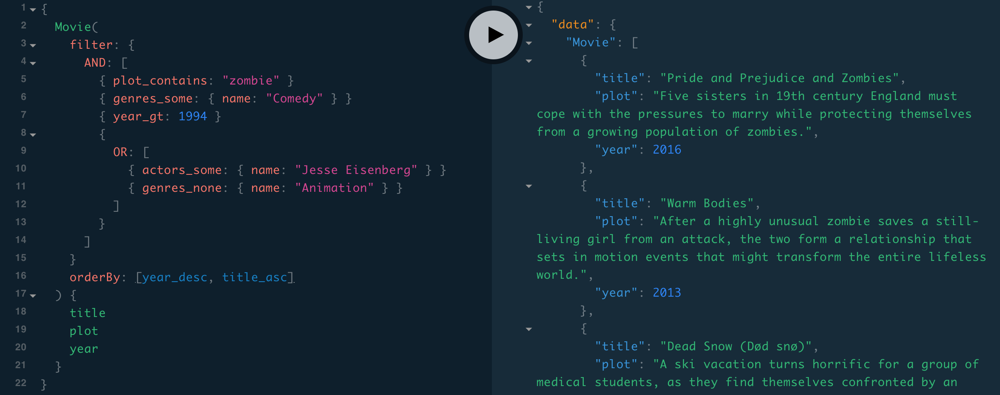 1 {
2 Movie(
3 filter: {
4 AND: [
5 { plot_contains: "zombie" }
6 { genres_some: { name: "Comedy" } }
7 { year_gt: 1994 }
8 {
9 OR: [
10 { actors_some: { name: "Jesse Eisenberg" } }
11 { genres_none: { name: "Animation" } }
12 ]
13 }
14 ]
15 }
16 orderBy: [year_desc, title_asc]
17 ) {
18 title
19 plot
20 year
21 }
22 }
{
"data": {
"Movie": [
{
"title": "Pride and Prejudice and Zombies",
"plot": "Five sisters in 19th century England must
cope with the pressures to marry while protecting themselves
from a growing population of zombies.",
"year": 2016
},
{
"title": "Warm Bodies",
"plot": "After a highly unusual zombie saves a still-
living girl from an attack, the two form a relationship that
sets in motion events that might transform the entire lifeless
world.",
"year": 2013
},
{
"title": "Dead Snow (Død snø)",
"plot": "A ski vacation turns horrific for a group of
medical students, as they find themselves confronted by an